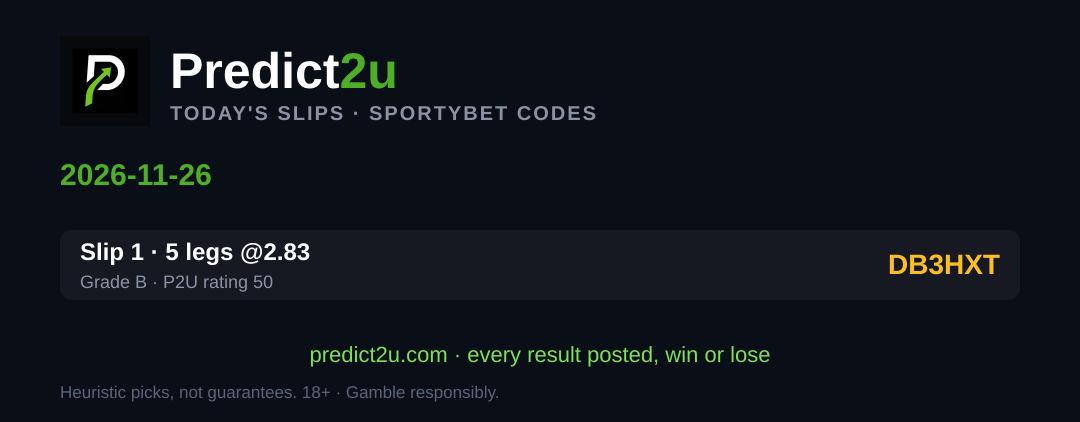 Predict2u
TODAY'S SLIPS · SPORTYBET CODES
2026-11-26
Slip 1 · 5 legs @2.83
Grade B · P2U rating 50
DB3HXT
predict2u.com · every result posted, win or lose
Heuristic picks, not guarantees. 18+ · Gamble responsibly.